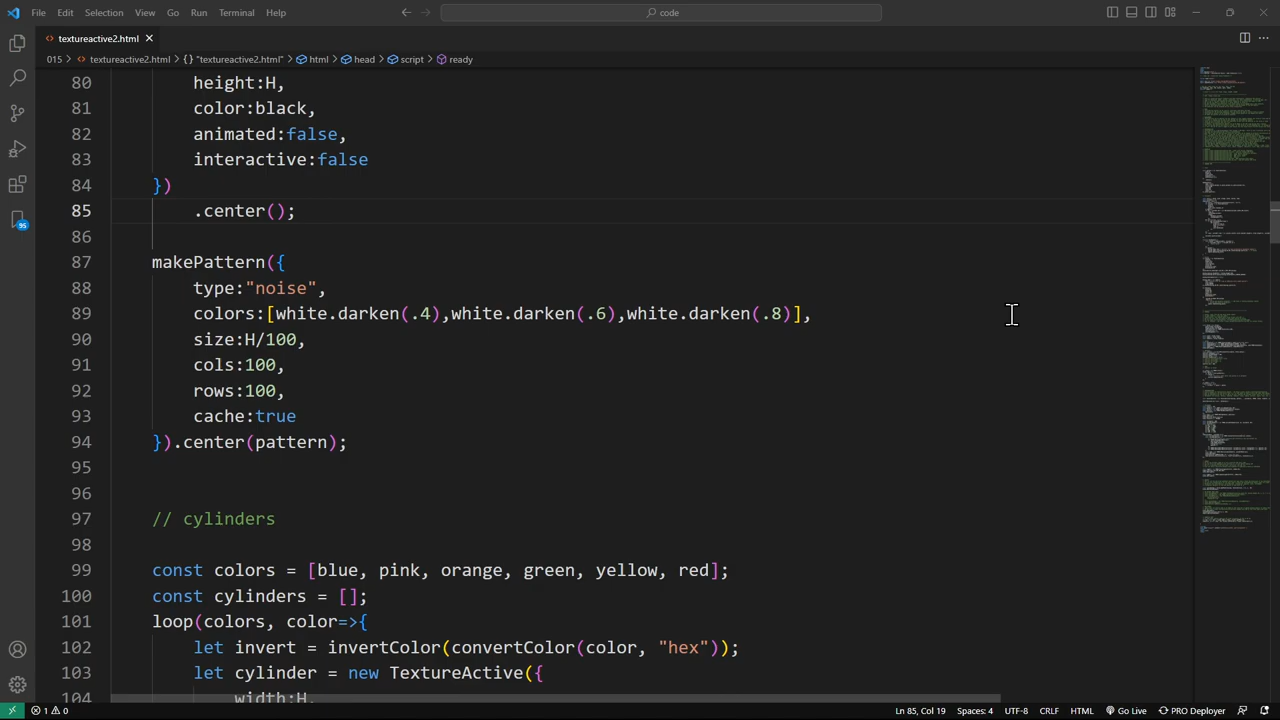 File Edit Selection View Go Run Terminal Help
code
textureactive2.html
015 > textureactive2.html > {} "textureactive2.html" > html > head > script > ready
80 height:H,
81 color:black,
82 animated:false,
83 interactive:false
84 })
85 .center();
86
87 makePattern({
88 type:"noise",
89 colors:[white.darken(.4),white.darken(.6),white.darken(.8)],
90 size:H/100,
91 cols:100,
92 rows:100,
93 cache:true
94 }).center(pattern);
95
96
97 // cylinders
98
99 const colors = [blue, pink, orange, green, yellow, red];
100 const cylinders = [];
101 loop(colors, color=>{
102 let invert = invertColor(convertColor(color, "hex"));
103 let cylinder = new TextureActive({
104 width:H,
95
1 0 Ln 85, Col 19 Spaces: 4 UTF-8 CRLF HTML Go Live PRO Deployer